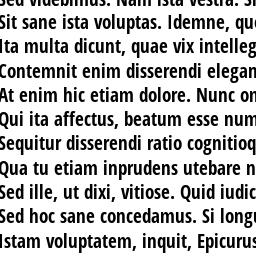 Sed videbimus. Nam ista vestra: Si
Sit sane ista voluptas. Idemne, qu
Ita multa dicunt, quae vix intelleg
Contemnit enim disserendi elegan
At enim hic etiam dolore. Nunc on
Qui ita affectus, beatum esse num
Sequitur disserendi ratio cognitioq
Qua tu etiam inprudens utebare n
Sed ille, ut dixi, vitiose. Quid iudic
Sed hoc sane concedamus. Si long
Istam voluptatem, inquit, Epicurus